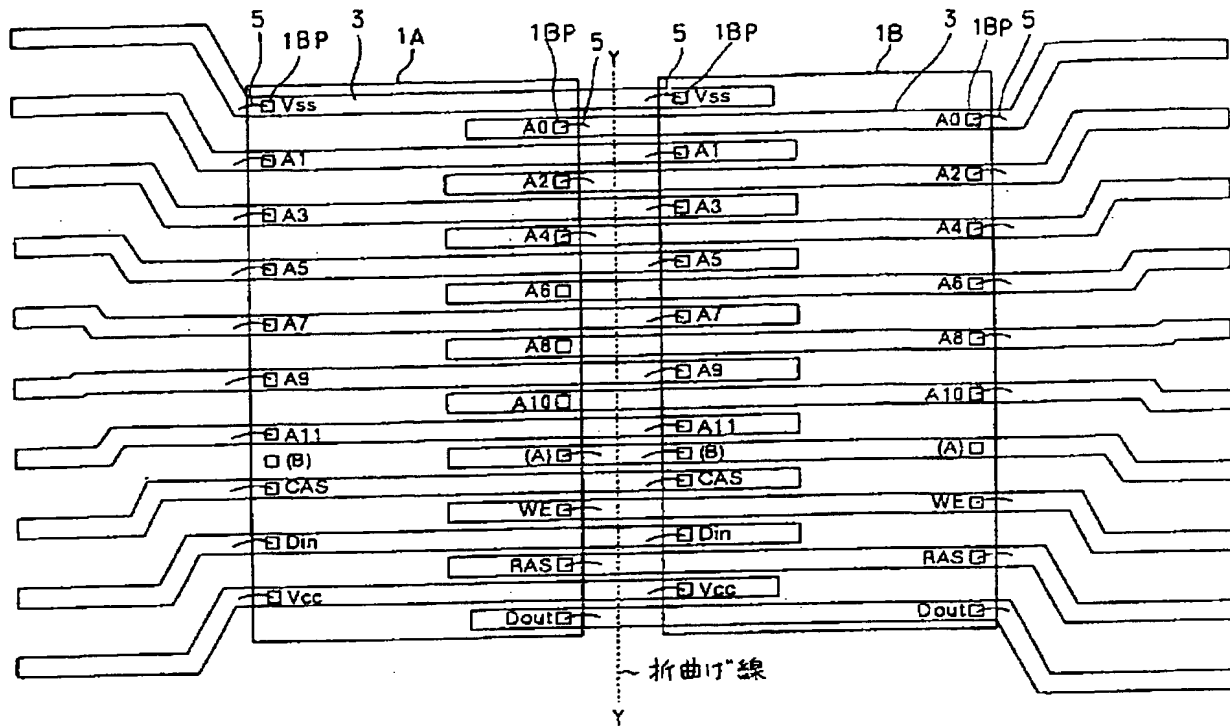 5 1BP 3 1A 1BP 5 Y 5 1BP 1B 3 1BP 5
Vss Vss
A0 A0
A1 A1
A2 A2
A3 A3
A4 A4
A5 A5
A6 A6
A7 A7
A8 A8
A9 A9
A10 A10
A11 A11
(B) (A) (B) (A)
CAS CAS
WE WE
Din Din
RAS RAS
Vcc Vcc
Dout Dout
折曲げ線
Y